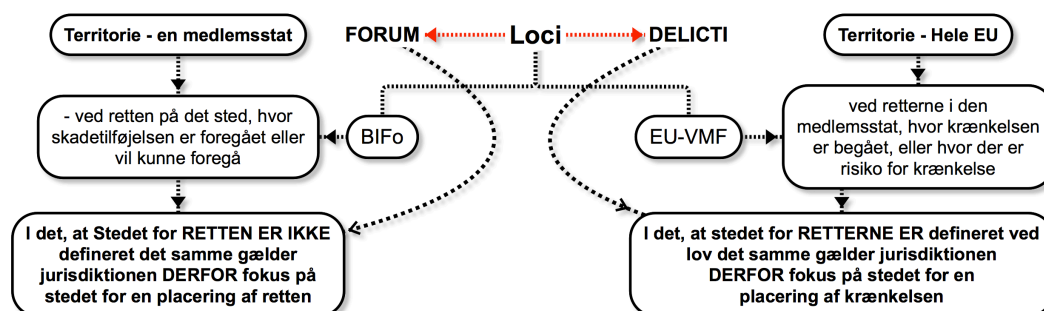 Territorie - en medlemsstat
FORUM
Loci
DELICTI
Territorie - Hele EU
- ved retten på det sted, hvor
skadetilføjelsen er foregået eller
vil kunne foregå
BIFo
EU-VMF
ved retterne i den
medlemsstat, hvor krænkelsen
er begået, eller hvor der er
risiko for krænkelse
I det, at Stedet for RETTEN ER IKKE
defineret det samme gælder
jurisdiktionen DERFOR fokus på
stedet for en placering af retten
I det, at stedet for RETTERNE ER defineret ved
lov det samme gælder jurisdiktionen
DERFOR fokus på stedet for en
placering af krænkelsen